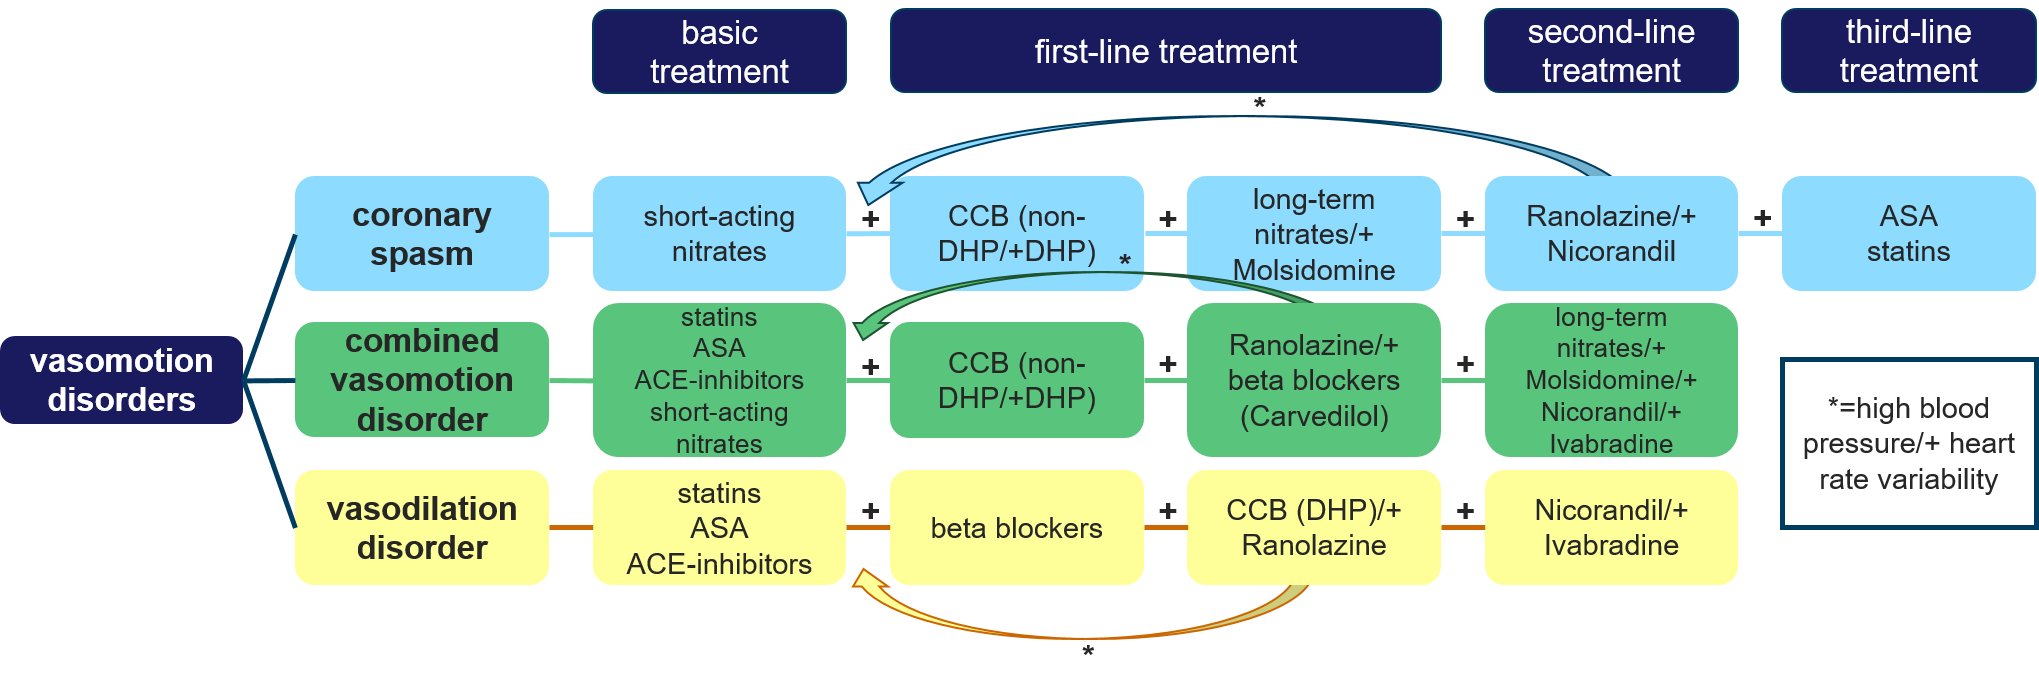 basic
treatment
first-line treatment
second-line
treatment
third-line
treatment
*
coronary
spasm
short-acting
nitrates
+
CCB (non-
DHP/+DHP)
+
long-term
nitrates/+
Molsidomine
+
Ranolazine/+
Nicorandil
+
ASA
statins
*
vasomotion
disorders
combined
vasomotion
disorder
statins
ASA
ACE-inhibitors
short-acting
nitrates
+
CCB (non-
DHP/+DHP)
+
Ranolazine/+
beta blockers
(Carvedilol)
+
long-term
nitrates/+
Molsidomine/+
Nicorandil/+
Ivabradine
*=high blood
pressure/+ heart
rate variability
vasodilation
disorder
statins
ASA
ACE-inhibitors
+
beta blockers
+
CCB (DHP)/+
Ranolazine
+
Nicorandil/+
Ivabradine
*